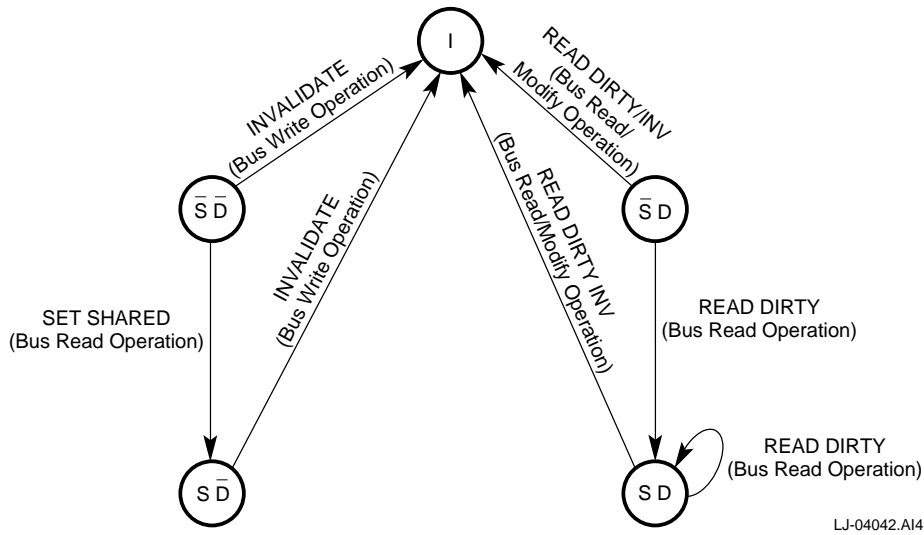 I
INVALIDATE
(Bus Write Operation)
READ DIRTY/INV
(Bus Read/
Modify Operation)
S̅ D̅
S̅ D
INVALIDATE
(Bus Write Operation)
READ DIRTY INV
(Bus Read/Modify Operation)
SET SHARED
(Bus Read Operation)
READ DIRTY
(Bus Read Operation)
S D̅
S D
READ DIRTY
(Bus Read Operation)
LJ-04042.AI4